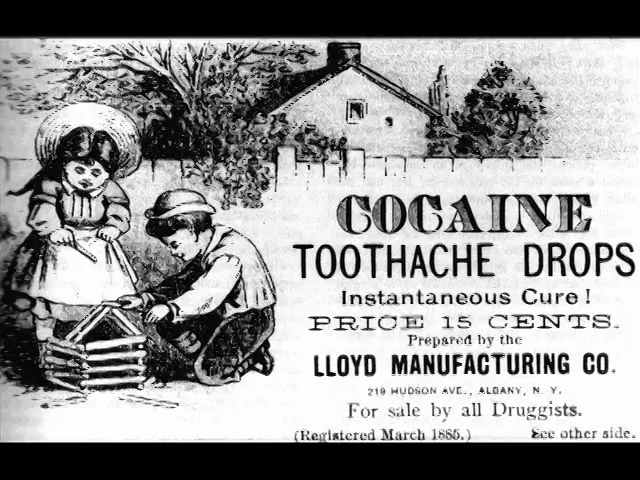 COCAINE
TOOTHACHE DROPS
Instantaneous Cure!
PRICE 15 CENTS.
Prepared by the
LLOYD MANUFACTURING CO.
219 HUDSON AVE., ALBANY, N. Y.
For sale by all Druggists.
(Registered March 1885.) See other side.